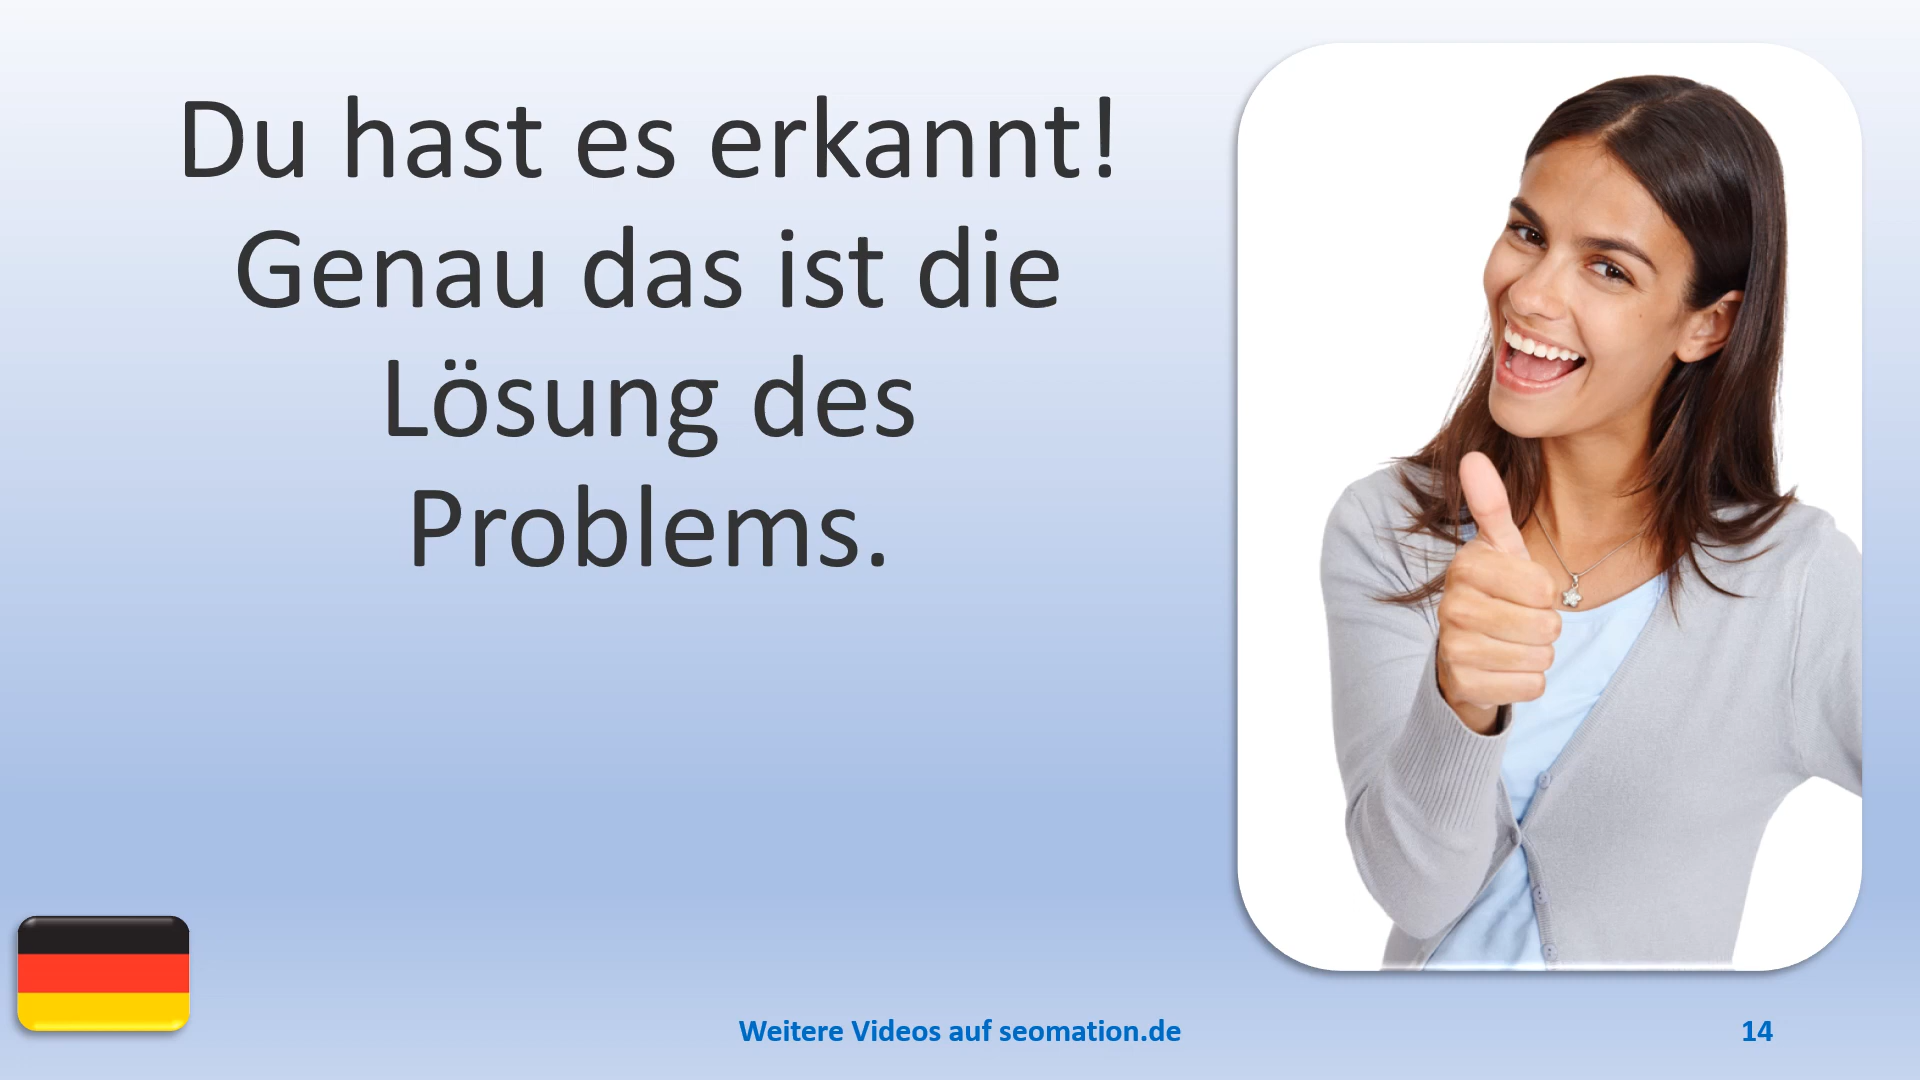 Du hast es erkannt!
Genau das ist die
Lösung des
Problems.
Weitere Videos auf seomation.de
14